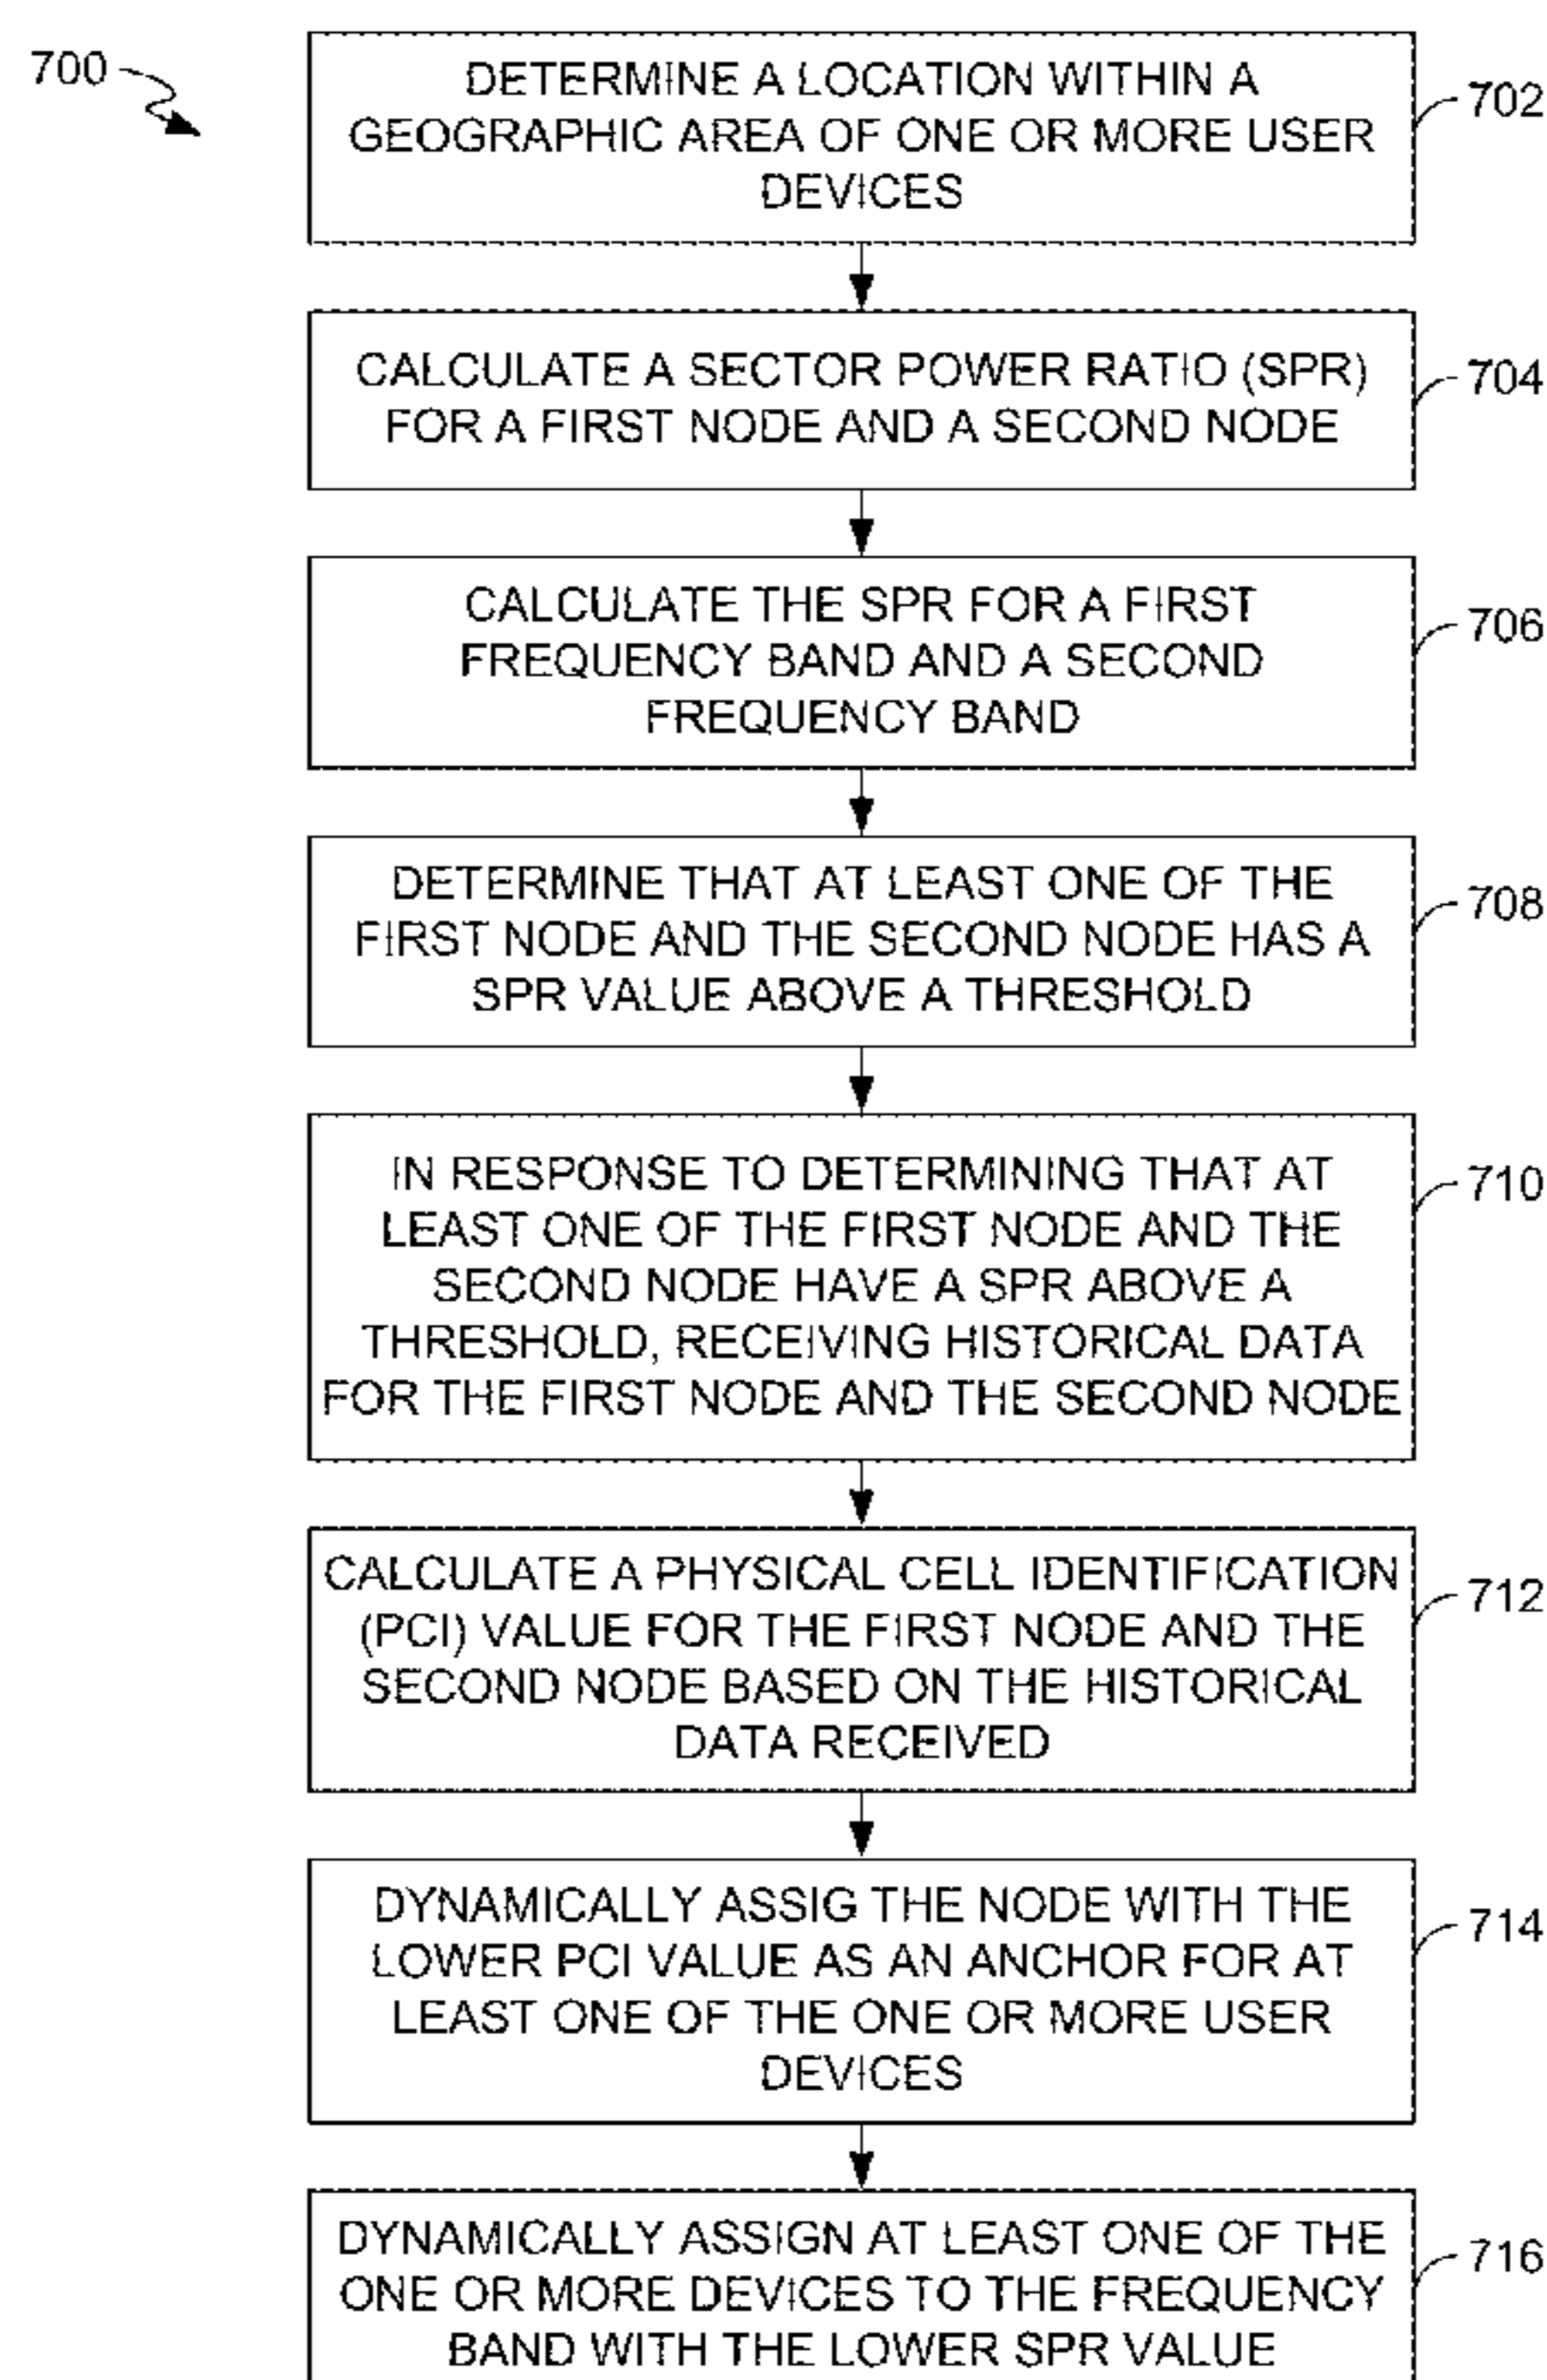 700
DETERMINE A LOCATION WITHIN A
GEOGRAPHIC AREA OF ONE OR MORE USER
DEVICES
702
CALCULATE A SECTOR POWER RATIO (SPR)
FOR A FIRST NODE AND A SECOND NODE
704
CALCULATE THE SPR FOR A FIRST
FREQUENCY BAND AND A SECOND
FREQUENCY BAND
706
DETERMINE THAT AT LEAST ONE OF THE
FIRST NODE AND THE SECOND NODE HAS A
SPR VALUE ABOVE A THRESHOLD
708
IN RESPONSE TO DETERMINING THAT AT
LEAST ONE OF THE FIRST NODE AND THE
SECOND NODE HAVE A SPR ABOVE A
THRESHOLD, RECEIVING HISTORICAL DATA
FOR THE FIRST NODE AND THE SECOND NODE
710
CALCULATE A PHYSICAL CELL IDENTIFICATION
(PCI) VALUE FOR THE FIRST NODE AND THE
SECOND NODE BASED ON THE HISTORICAL
DATA RECEIVED
712
DYNAMICALLY ASSIG THE NODE WITH THE
LOWER PCI VALUE AS AN ANCHOR FOR AT
LEAST ONE OF THE ONE OR MORE USER
DEVICES
714
DYNAMICALLY ASSIGN AT LEAST ONE OF THE
ONE OR MORE DEVICES TO THE FREQUENCY
BAND WITH THE LOWER SPR VALUE
716